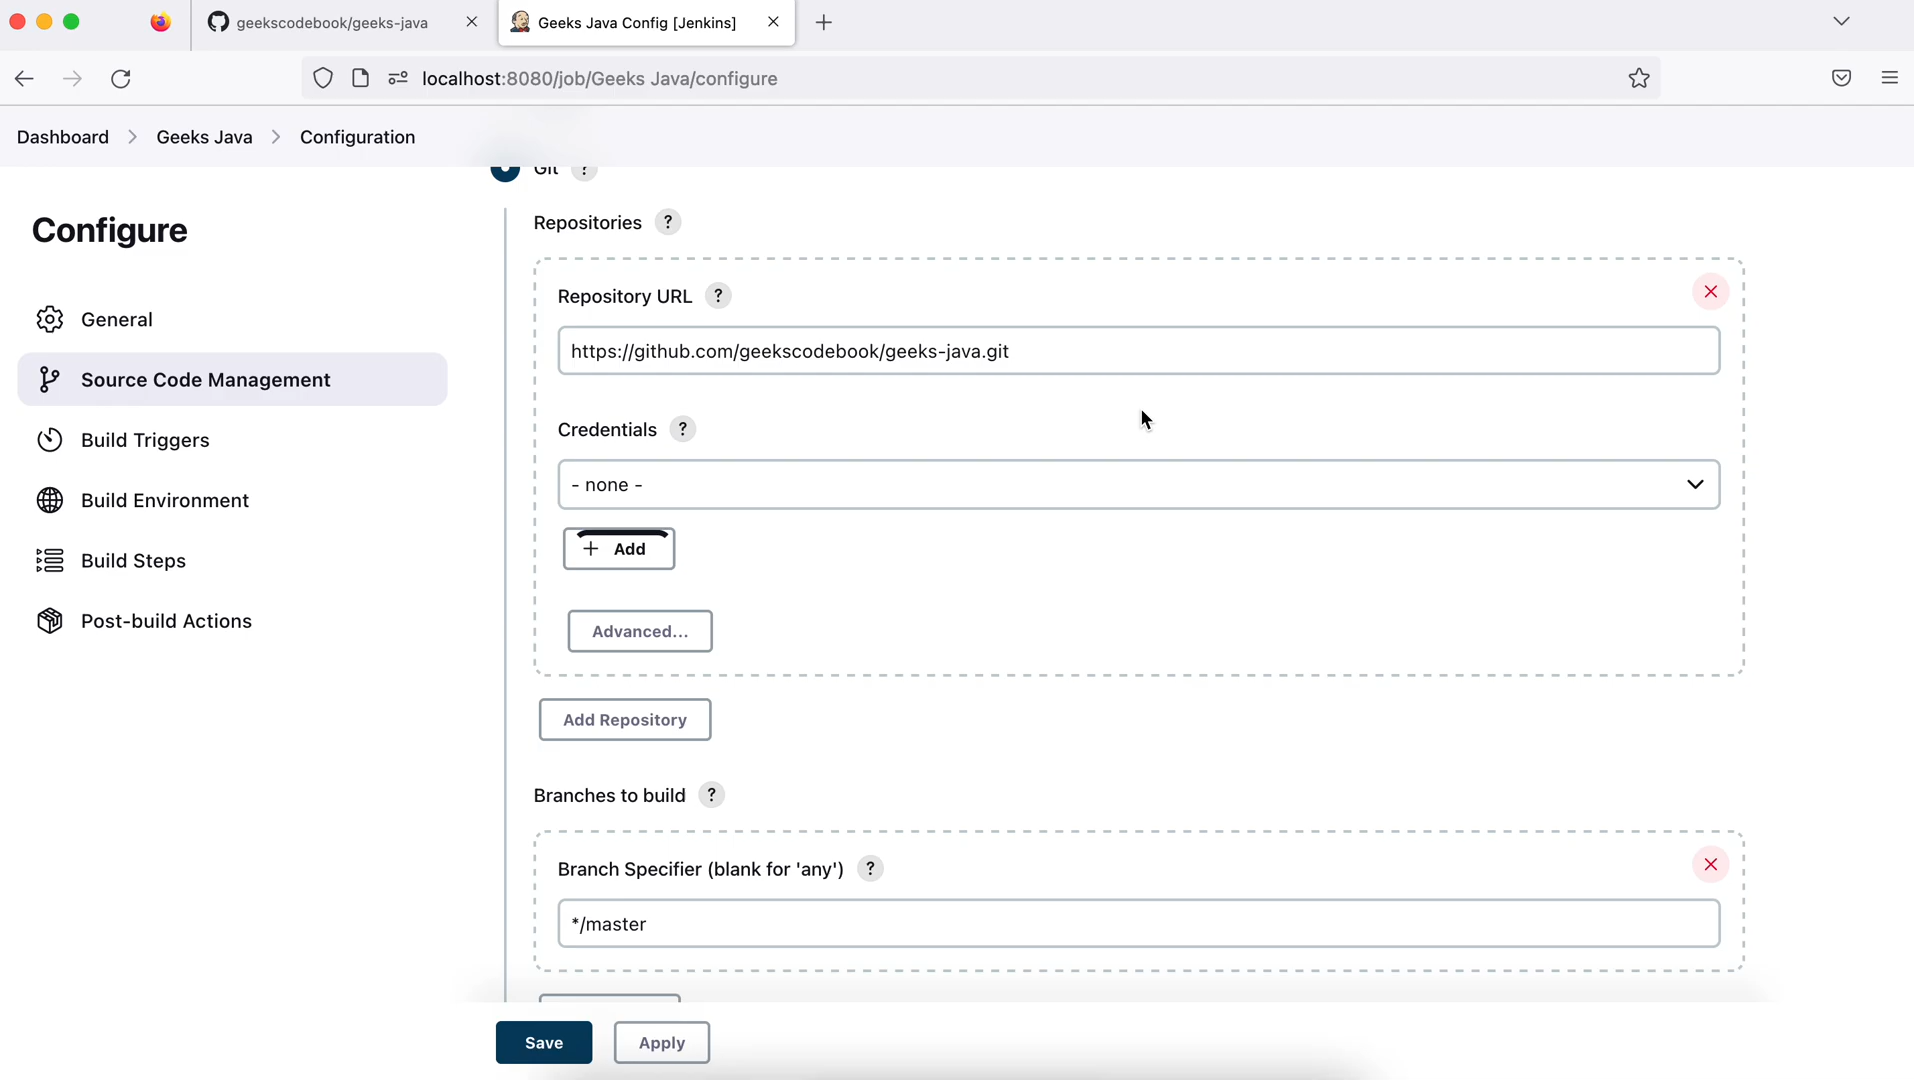 geekscodebook/geeks-java
Geeks Java Config [Jenkins]
localhost:8080/job/Geeks Java/configure
Dashboard > Geeks Java > Configuration
Git ?
Configure
General
Source Code Management
Build Triggers
Build Environment
Build Steps
Post-build Actions
Repositories ?
Repository URL ?
https://github.com/geekscodebook/geeks-java.git
Credentials ?
- none -
+ Add
Advanced...
Add Repository
Branches to build ?
Branch Specifier (blank for 'any') ?
*/master
Save
Apply